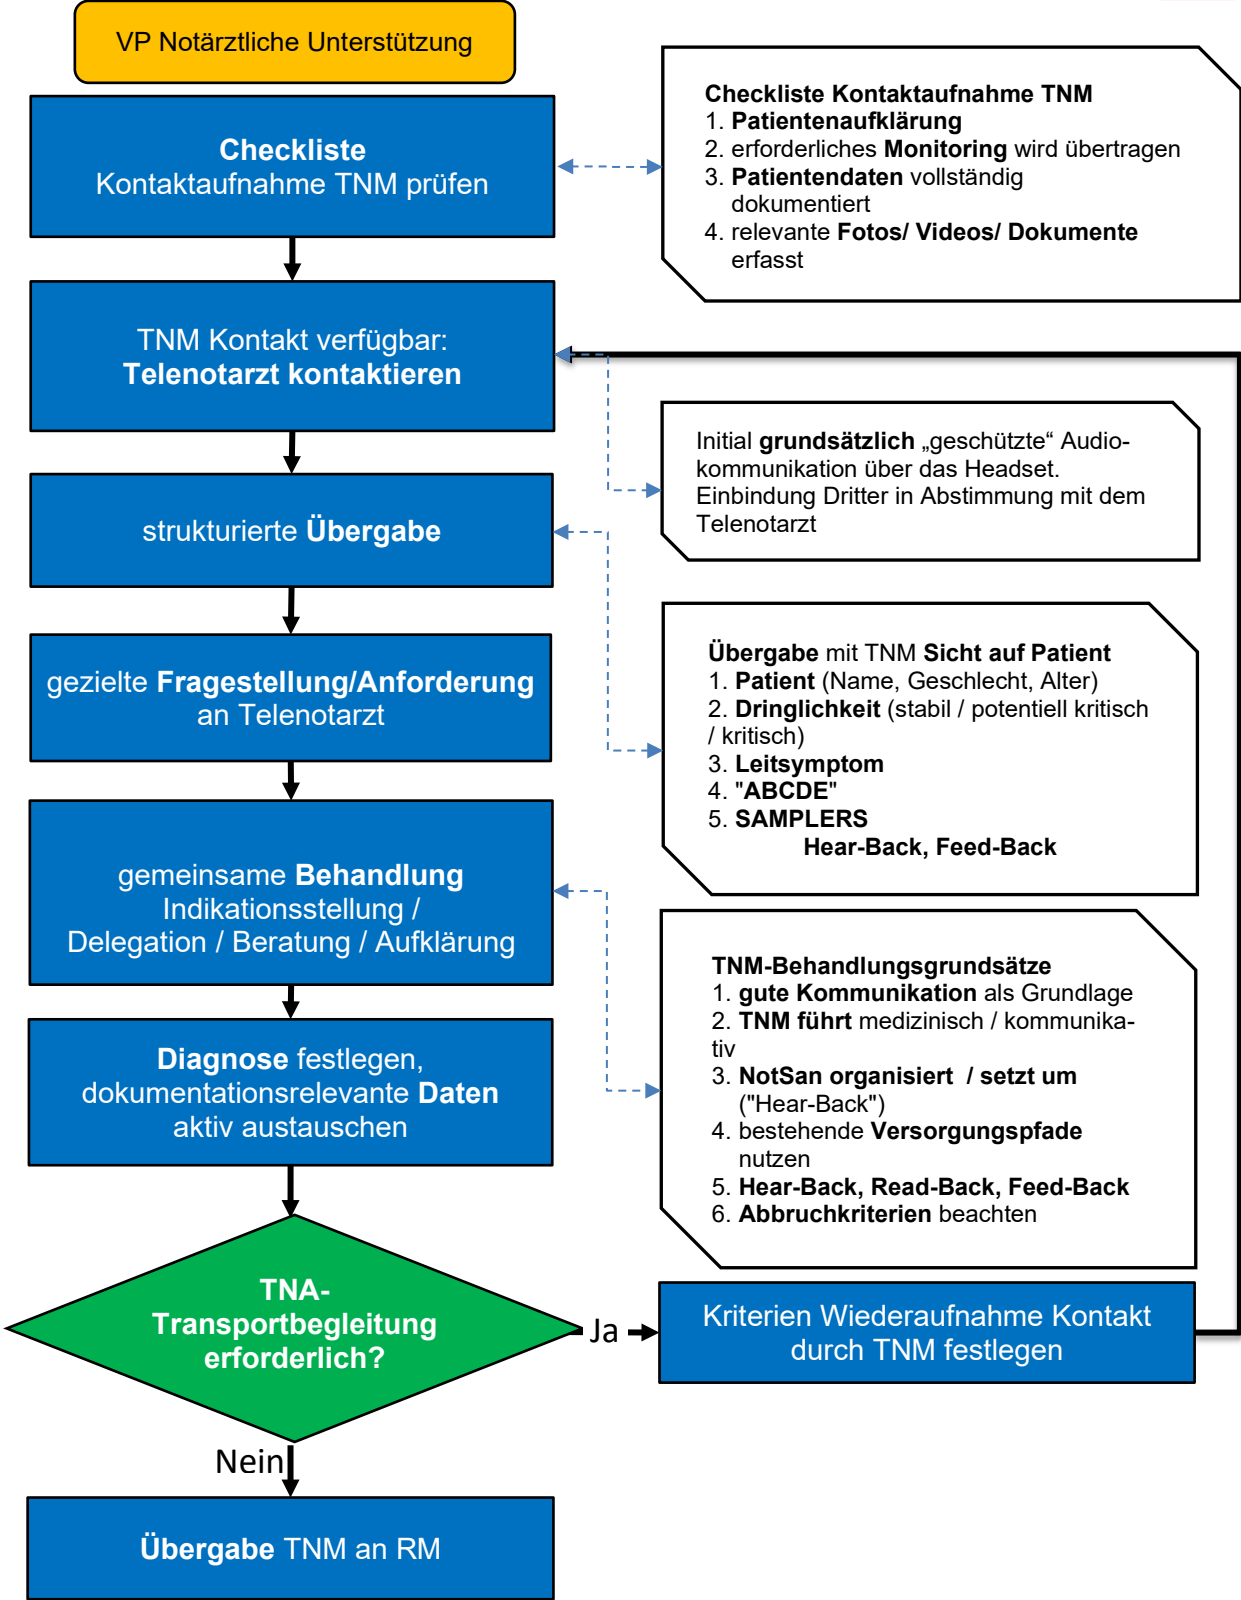 VP Notärztliche Unterstützung
Checkliste
Kontaktaufnahme TNM prüfen
Checkliste Kontaktaufnahme TNM
1. Patientenaufklärung
2. erforderliches Monitoring wird übertragen
3. Patientendaten vollständig
dokumentiert
4. relevante Fotos/ Videos/ Dokumente
erfasst
TNM Kontakt verfügbar:
Telenotarzt kontaktieren
Initial grundsätzlich „geschützte“ Audio-
kommunikation über das Headset.
Einbindung Dritter in Abstimmung mit dem
Telenotarzt
strukturierte Übergabe
Übergabe mit TNM Sicht auf Patient
1. Patient (Name, Geschlecht, Alter)
2. Dringlichkeit (stabil / potentiell kritisch
/ kritisch)
3. Leitsymptom
4. "ABCDE"
5. SAMPLERS
Hear-Back, Feed-Back
gezielte Fragestellung/Anforderung
an Telenotarzt
gemeinsame Behandlung
Indikationsstellung /
Delegation / Beratung / Aufklärung
TNM-Behandlungsgrundsätze
1. gute Kommunikation als Grundlage
2. TNM führt medizinisch / kommunika-
tiv
3. NotSan organisiert / setzt um
("Hear-Back")
4. bestehende Versorgungspfade
nutzen
5. Hear-Back, Read-Back, Feed-Back
6. Abbruchkriterien beachten
Diagnose festlegen,
dokumentationsrelevante Daten
aktiv austauschen
TNA-
Transportbegleitung
erforderlich?
Ja
Kriterien Wiederaufnahme Kontakt
durch TNM festlegen
Nein
Übergabe TNM an RM